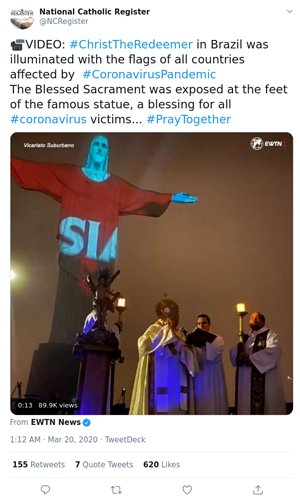 National Catholic Register
@NCRegister
VIDEO: #ChristTheRedeemer in Brazil was
illuminated with the flags of all countries
affected by #CoronavirusPandemic
The Blessed Sacrament was exposed at the feet
of the famous statue, a blessing for all
#coronavirus victims... #PrayTogether
Vicariato Suburbano
EWTN
0:13 89.9K views
From EWTN News
1:12 AM · Mar 20, 2020 · TweetDeck
155 Retweets 7 Quote Tweets 620 Likes